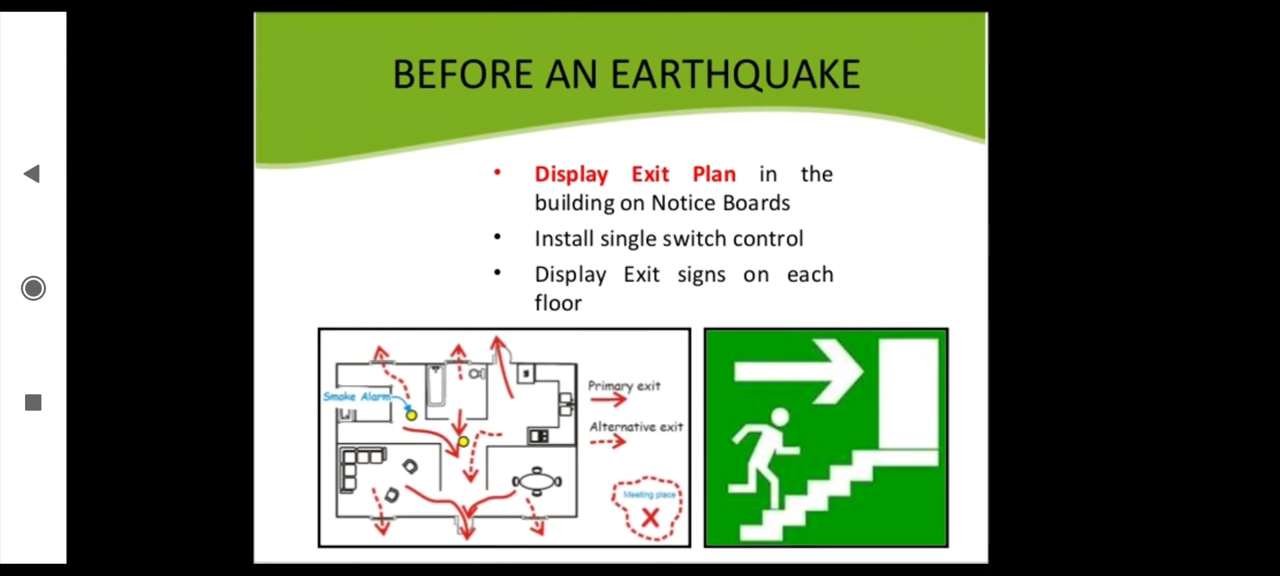 BEFORE AN EARTHQUAKE
• Display Exit Plan in the
building on Notice Boards
• Install single switch control
• Display Exit signs on each
floor
Smoke Alarm
Primary exit
Alternative exit
Meeting place
X